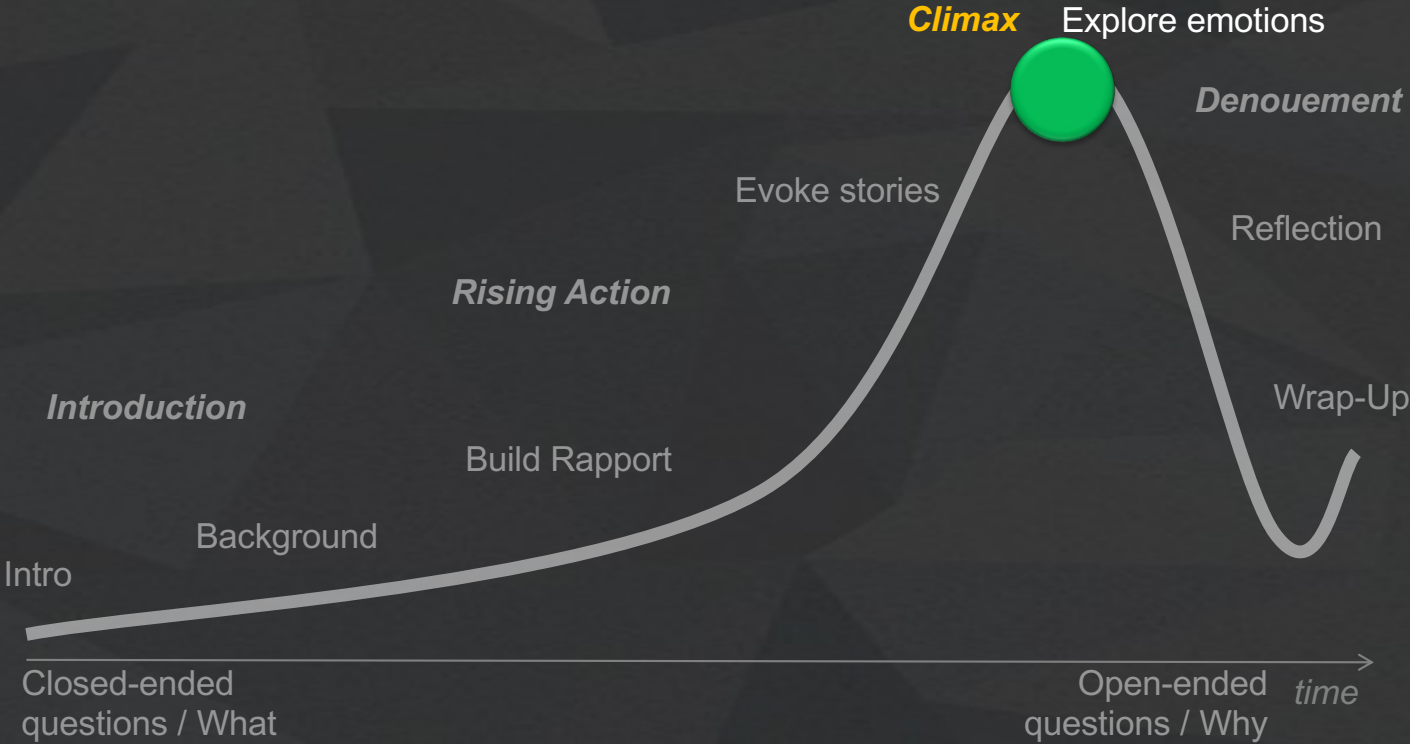 Climax Explore emotions
Denouement
Evoke stories
Reflection
Rising Action
Introduction
Wrap-Up
Build Rapport
Background
Intro
Closed-ended
questions / What
Open-ended
questions / Why
time